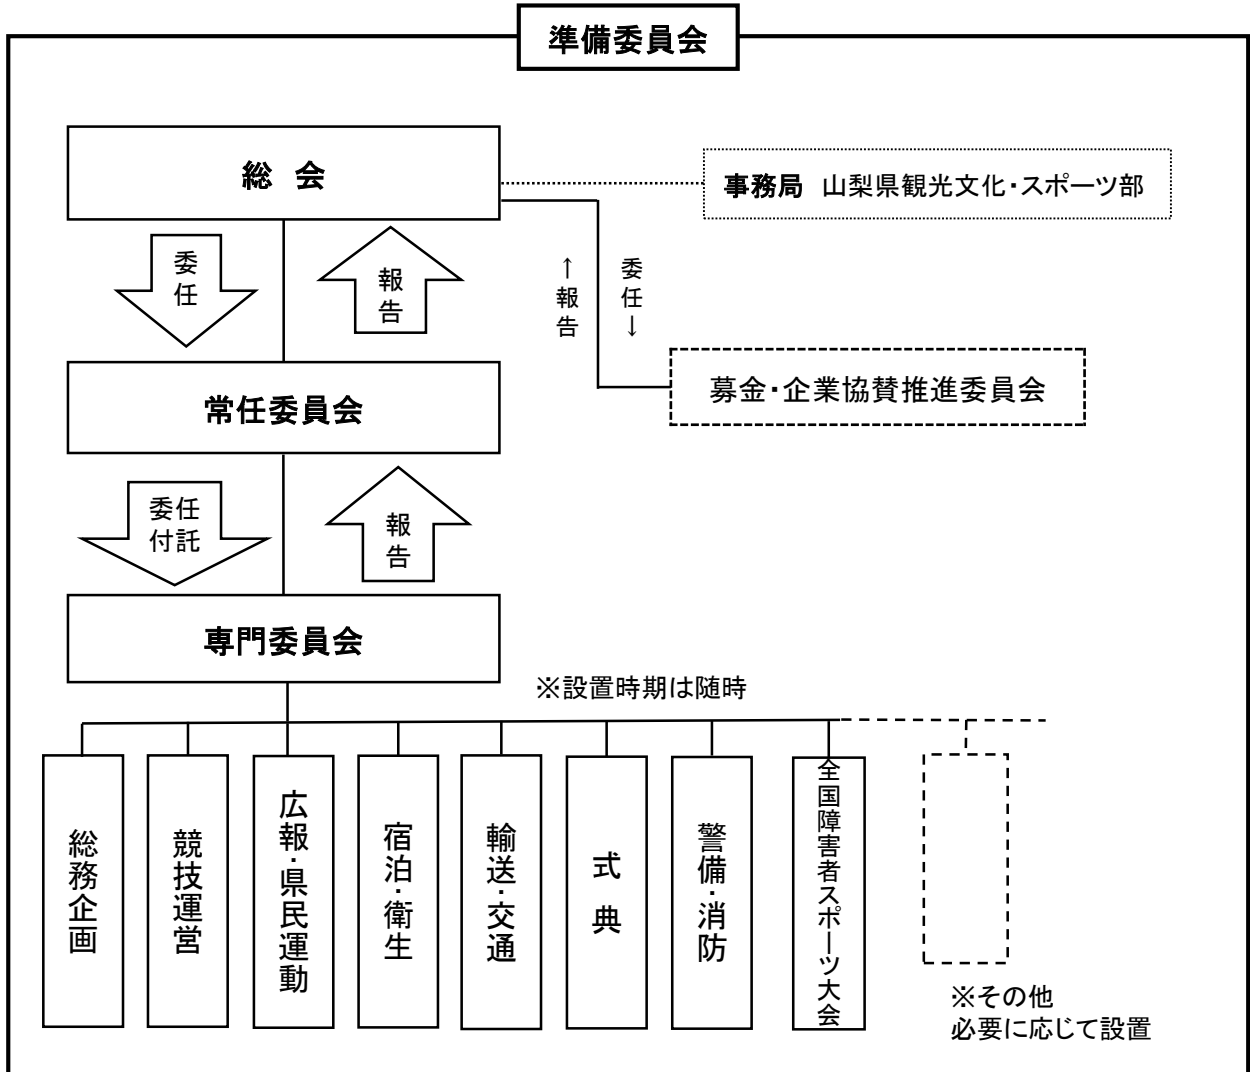 準備委員会
総　会
事務局　山梨県観光文化・スポーツ部
委任
報告
↑報告
委任↓
募金・企業協賛推進委員会
常任委員会
委任
付託
報告
専門委員会
※設置時期は随時
総務企画
競技運営
広報・県民運動
宿泊・衛生
輸送・交通
式典
警備・消防
全国障害者スポーツ大会
※その他
必要に応じて設置